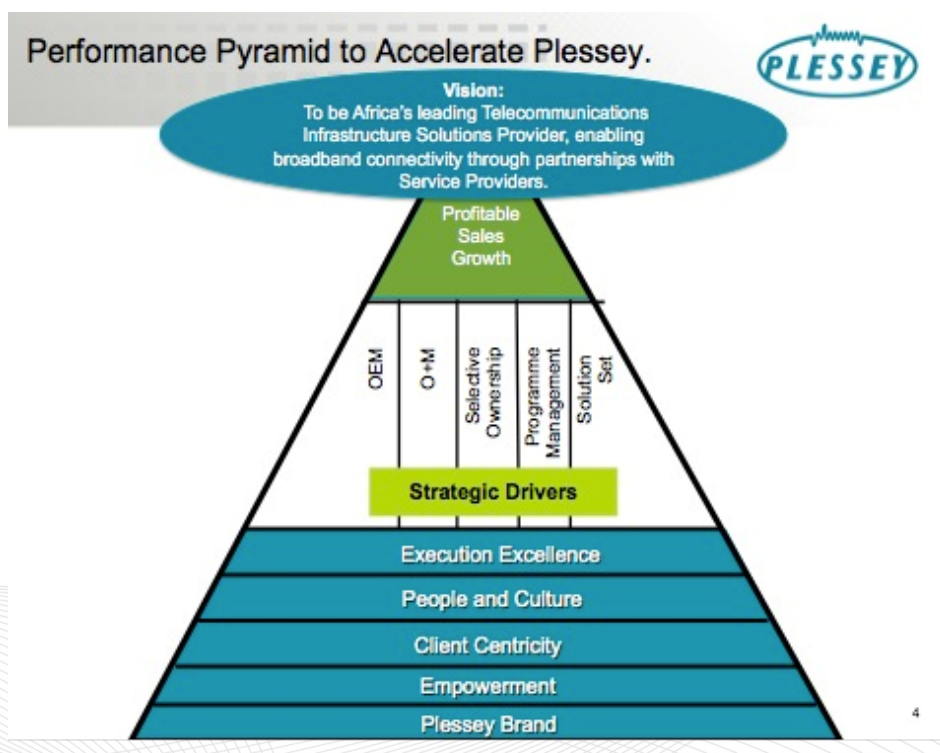 Performance Pyramid to Accelerate Plessey.
PLESSEY
Vision:
To be Africa's leading Telecommunications
Infrastructure Solutions Provider, enabling
broadband connectivity through partnerships with
Service Providers.
Profitable
Sales
Growth
OEM
O+M
Selective
Ownership
Programme
Management
Solution
Set
Strategic Drivers
Execution Excellence
People and Culture
Client Centricity
Empowerment
Plessey Brand
4